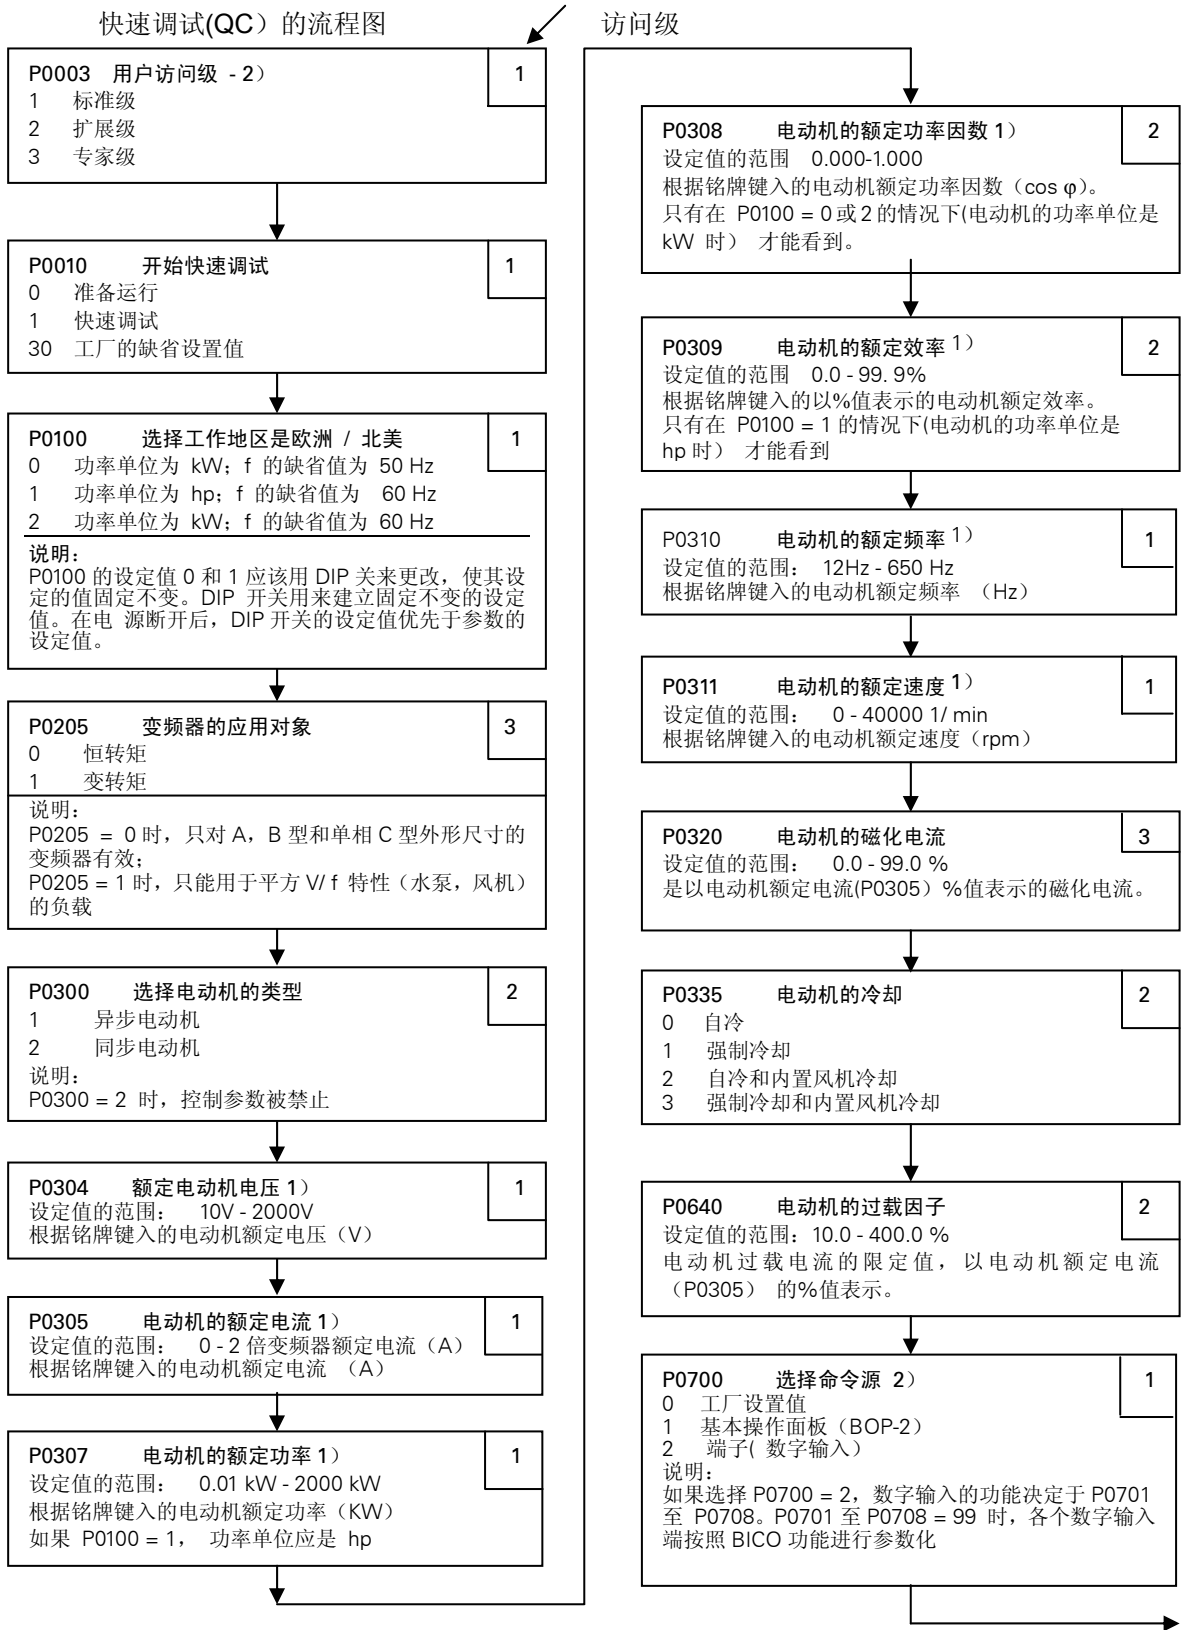 快速调试(QC）的流程图
访问级
P0003 用户访问级 - 2）
1
1 标准级
2 扩展级
3 专家级
P0010 开始快速调试
1
0 准备运行
1 快速调试
30 工厂的缺省设置值
P0100 选择工作地区是欧洲 / 北美
1
0 功率单位为 kW；f 的缺省值为 50 Hz
1 功率单位为 hp；f 的缺省值为 60 Hz
2 功率单位为 kW；f 的缺省值为 60 Hz
说明：
P0100 的设定值 0 和 1 应该用 DIP 关来更改，使其设
定的值固定不变。DIP 开关用来建立固定不变的设定
值。在电 源断开后，DIP 开关的设定值优先于参数的
设定值。
P0205 变频器的应用对象
3
0 恒转矩
1 变转矩
说明：
P0205 = 0 时，只对 A，B 型和单相 C 型外形尺寸的
变频器有效；
P0205 = 1 时，只能用于平方 V/ f 特性（水泵，风机）
的负载
P0300 选择电动机的类型
2
1 异步电动机
2 同步电动机
说明：
P0300 = 2 时，控制参数被禁止
P0304 额定电动机电压 1）
1
设定值的范围： 10V - 2000V
根据铭牌键入的电动机额定电压（V）
P0305 电动机的额定电流 1）
1
设定值的范围： 0 - 2 倍变频器额定电流（A）
根据铭牌键入的电动机额定电流 （A）
P0307 电动机的额定功率 1）
1
设定值的范围： 0.01 kW - 2000 kW
根据铭牌键入的电动机额定功率（KW）
如果 P0100 = 1， 功率单位应是 hp
P0308 电动机的额定功率因数 1）
2
设定值的范围 0.000-1.000
根据铭牌键入的电动机额定功率因数（cos φ）。
只有在 P0100 = 0 或 2 的情况下(电动机的功率单位是
kW 时） 才能看到。
P0309 电动机的额定效率 1）
2
设定值的范围 0.0 - 99. 9%
根据铭牌键入的以%值表示的电动机额定效率。
只有在 P0100 = 1 的情况下(电动机的功率单位是
hp 时） 才能看到
P0310 电动机的额定频率 1）
1
设定值的范围： 12Hz - 650 Hz
根据铭牌键入的电动机额定频率 （Hz）
P0311 电动机的额定速度 1）
1
设定值的范围： 0 - 40000 1/ min
根据铭牌键入的电动机额定速度（rpm）
P0320 电动机的磁化电流
3
设定值的范围： 0.0 - 99.0 %
是以电动机额定电流(P0305）%值表示的磁化电流。
P0335 电动机的冷却
2
0 自冷
1 强制冷却
2 自冷和内置风机冷却
3 强制冷却和内置风机冷却
P0640 电动机的过载因子
2
设定值的范围：10.0 - 400.0 %
电动机过载电流的限定值，以电动机额定电流
（P0305） 的%值表示。
P0700 选择命令源 2）
1
0 工厂设置值
1 基本操作面板（BOP-2）
2 端子( 数字输入）
说明：
如果选择 P0700 = 2，数字输入的功能决定于 P0701
至 P0708。P0701 至 P0708 = 99 时，各个数字输入
端按照 BICO 功能进行参数化